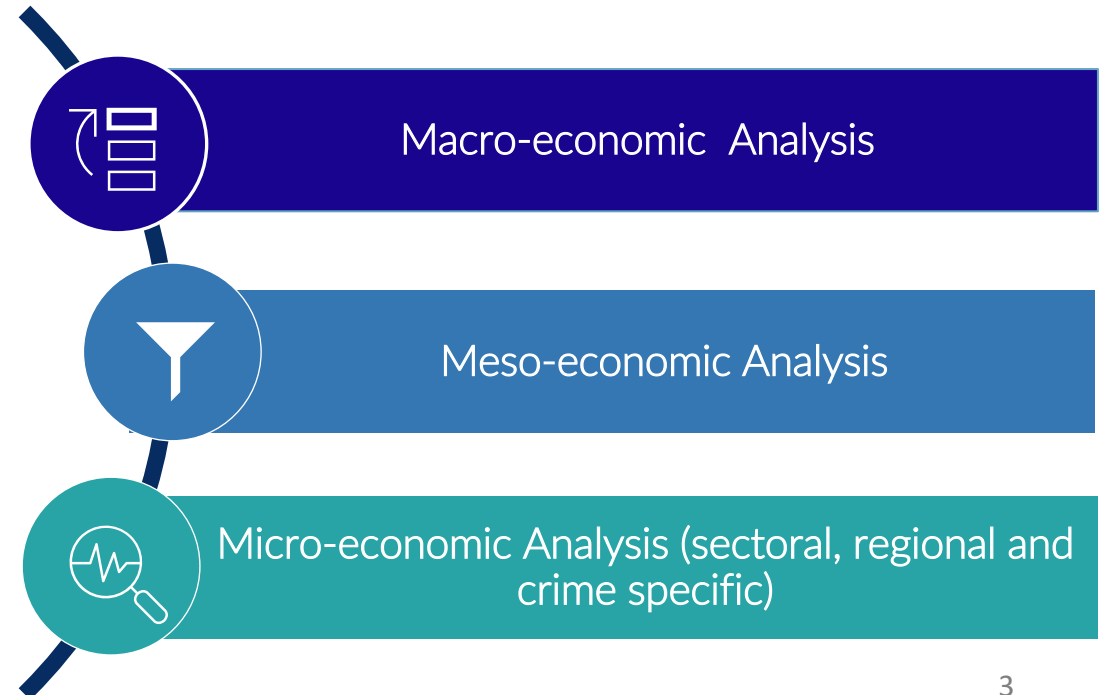 Macro-economic  Analysis
Meso-economic Analysis
Micro-economic Analysis (sectoral, regional and
crime specific)
3